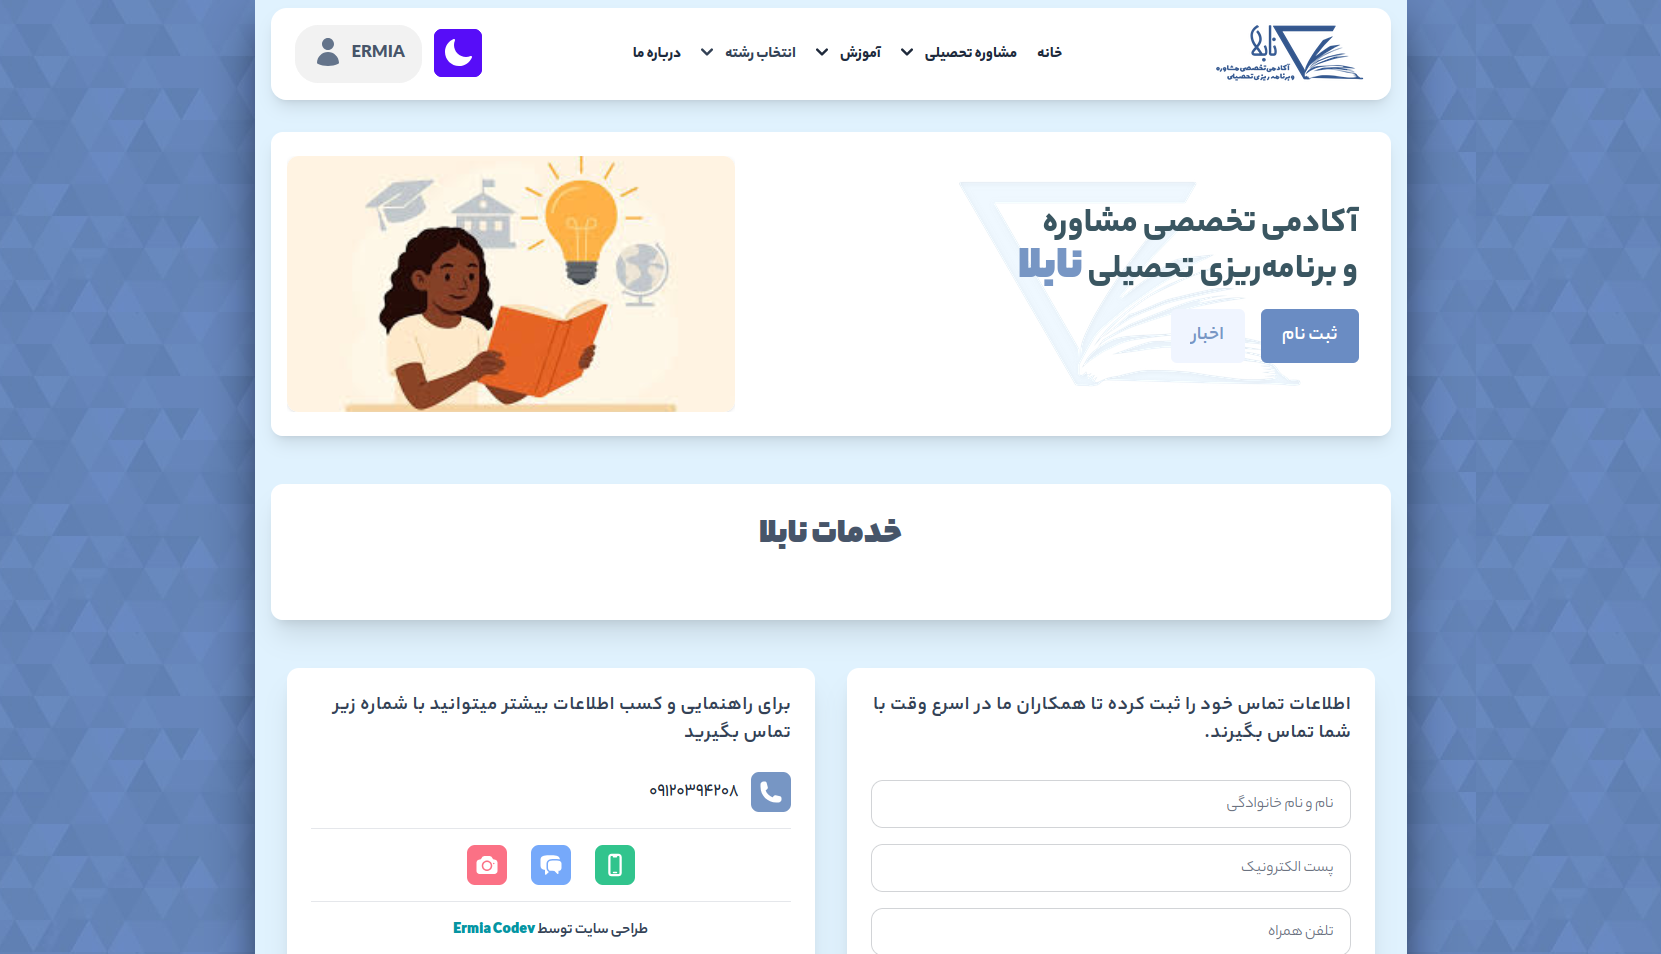 نابلا
آکادمی تخصصی مشاوره
و برنامه ریزی تحصیلی
خانه
مشاوره تحصیلی
آموزش
انتخاب رشته
درباره ما
ERMIA
آکادمی تخصصی مشاوره
و برنامه‌ریزی تحصیلی نابلا
ثبت نام
اخبار
خدمات نابلا
اطلاعات تماس خود را ثبت کرده تا همکاران ما در اسرع وقت با
شما تماس بگیرند.
نام و نام خانوادگی
پست الکترونیک
تلفن همراه
برای راهنمایی و کسب اطلاعات بیشتر میتوانید با شماره زیر
تماس بگیرید
۰۹۱۲۰۳۹۴۲۰۸
طراحی سایت توسط Ermia Codev